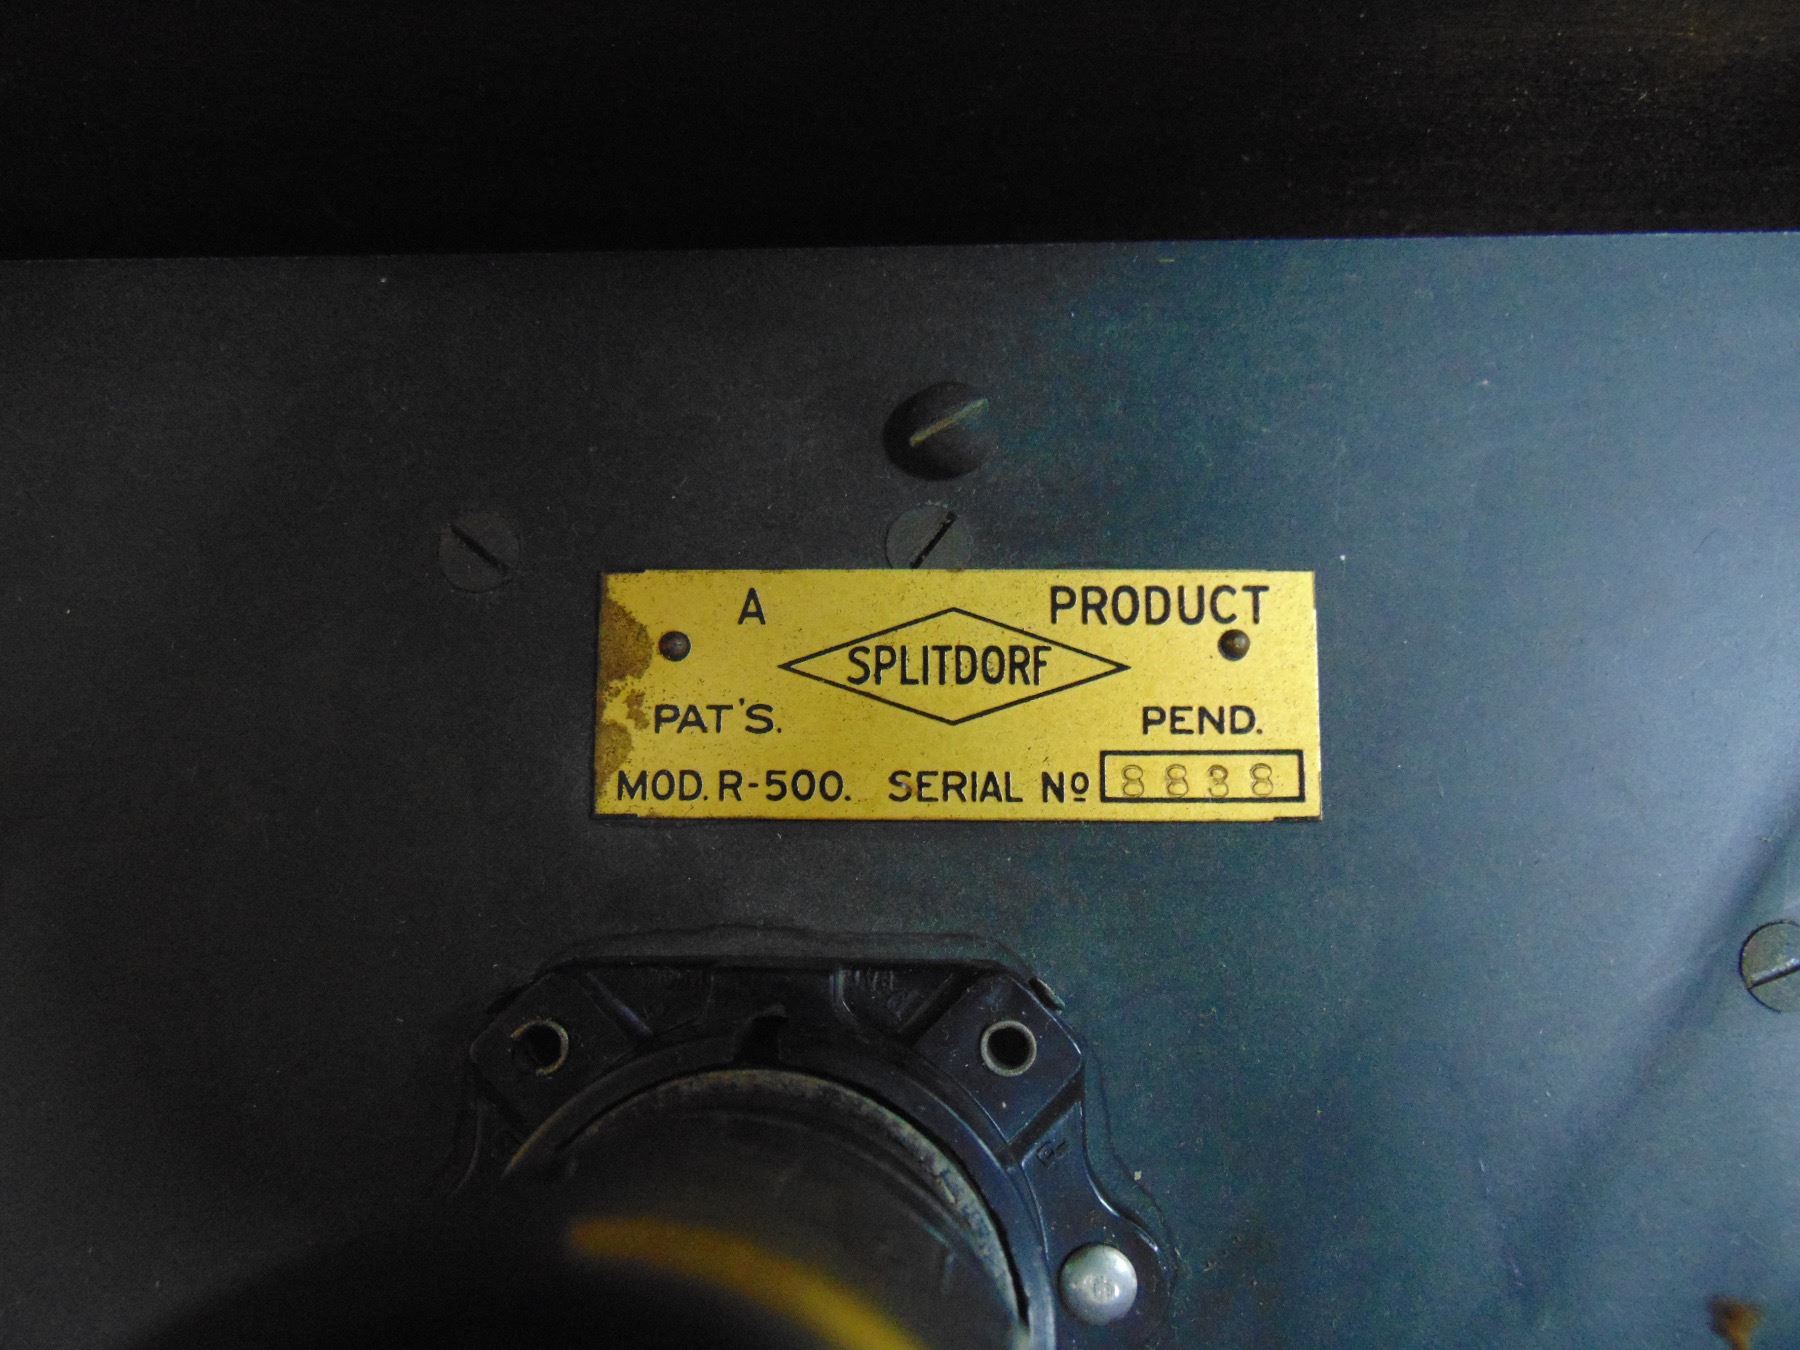 A PRODUCT
SPLITDORF
PAT'S. PEND.
MOD. R-500. SERIAL Nº 8838